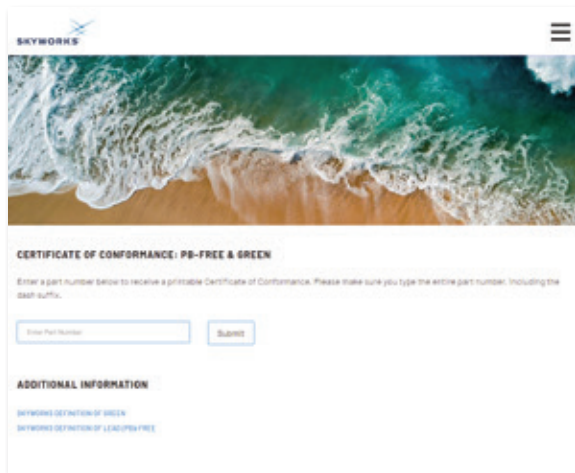 SKYWORKS
CERTIFICATE OF CONFORMANCE: PB-FREE & GREEN
Enter a part number below to receive a printable Certificate of Conformance. Please make sure you type the entire part number, including the
dash suffix.
Enter Part Number
Submit
ADDITIONAL INFORMATION
SKYWORKS DEFINITION OF GREEN
SKYWORKS DEFINITION OF LEAD (PB)-FREE